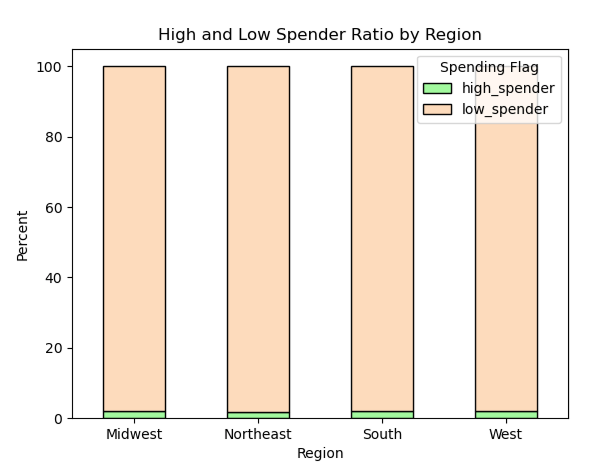 High and Low Spender Ratio by Region
Spending Flag
high_spender
low_spender
100
80
60
40
20
0
Percent
Midwest Northeast South West
Region